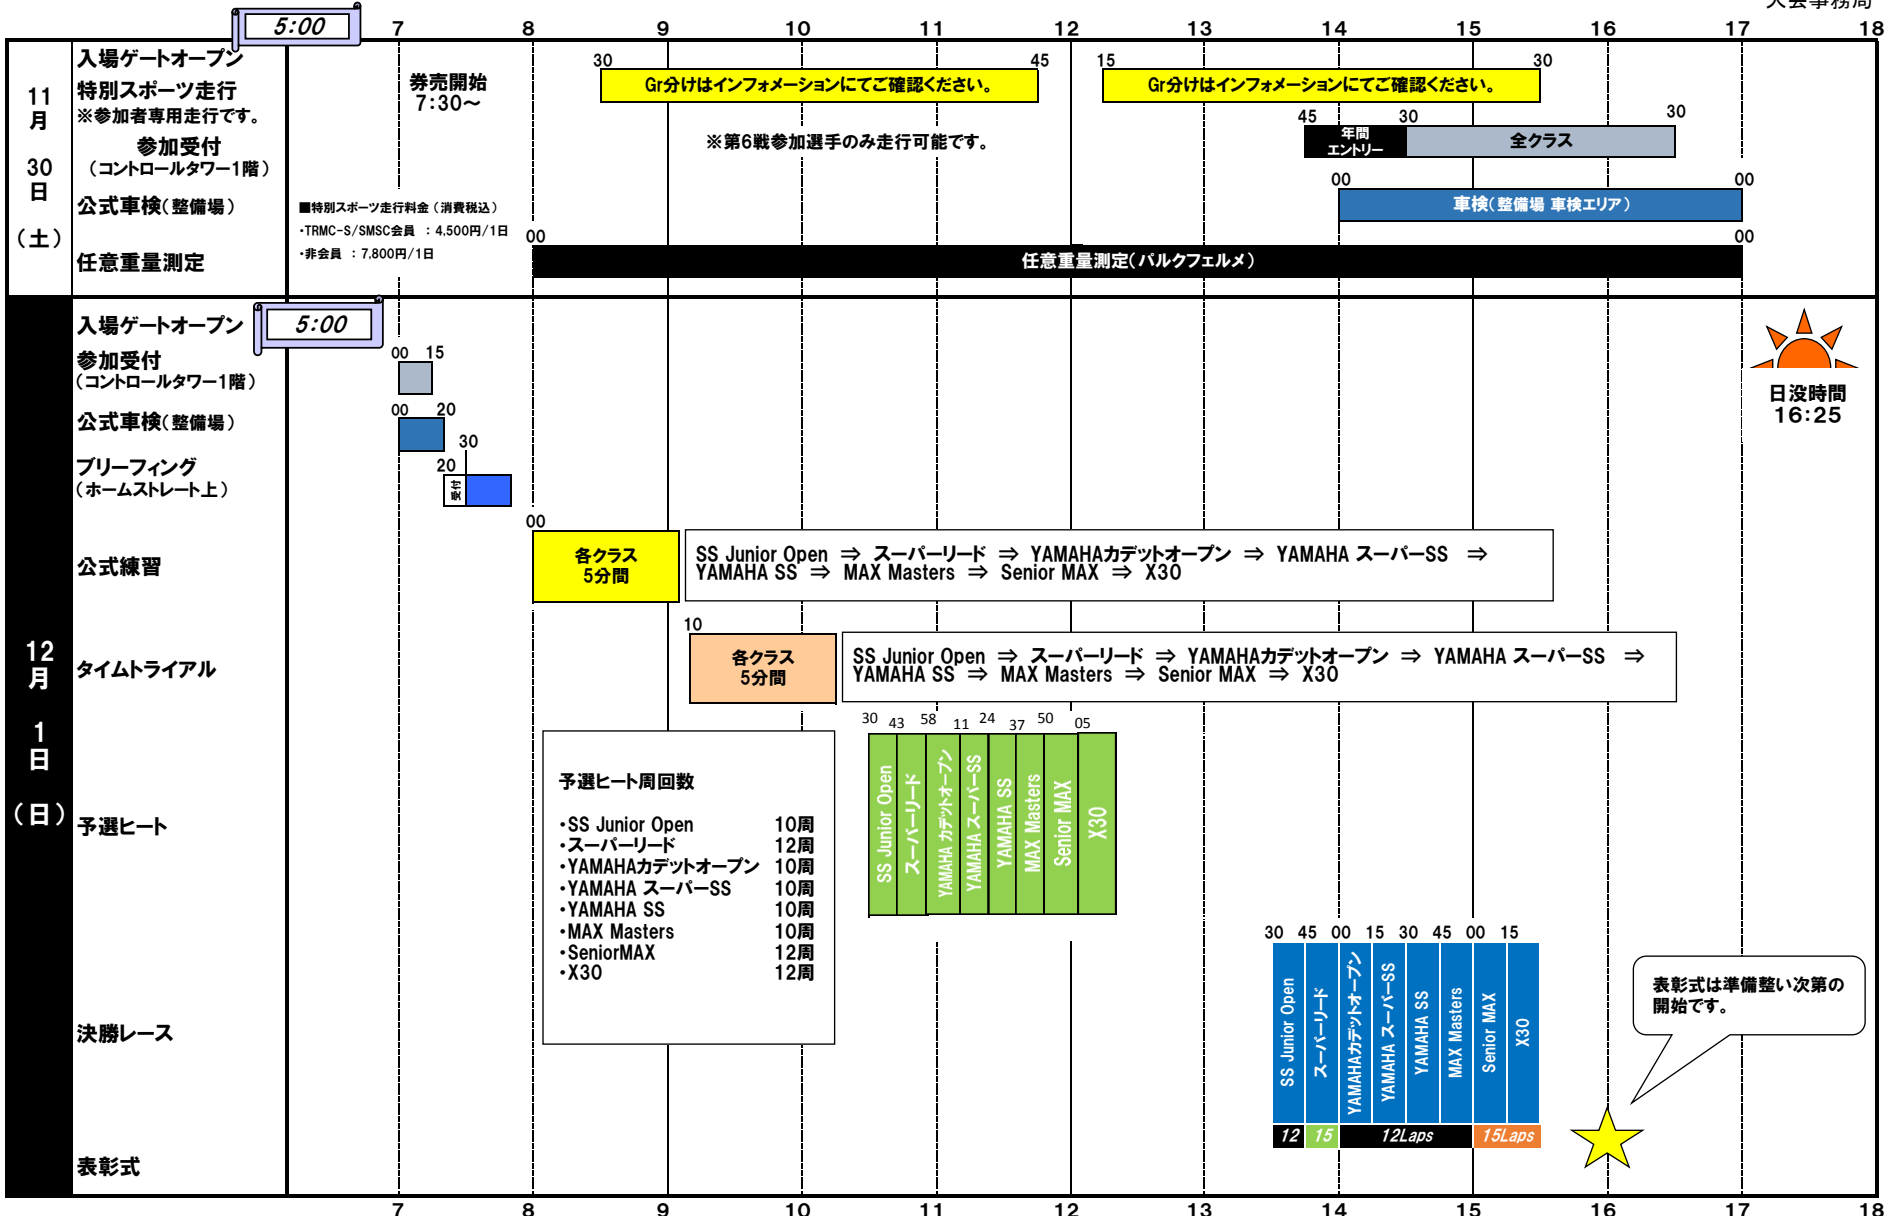 大会事務局
5:00
7 8 9 10 11 12 13 14 15 16 17 18
11
月
30
日
(土)
入場ゲートオープン
特別スポーツ走行
※参加者専用走行です。
券売開始
7:30～
30 45
Gr分けはインフォメーションにてご確認ください。
15 30
Gr分けはインフォメーションにてご確認ください。
※第6戦参加選手のみ走行可能です。
参加受付
(コントロールタワー1階)
45 30 30
年間
エントリー
全クラス
公式車検(整備場)
00 00
車検(整備場 車検エリア)
■特別スポーツ走行料金(消費税込)
・TRMC-S/SMSC会員 : 4,500円/1日
・非会員 : 7,800円/1日
任意重量測定
00 00
任意重量測定(パルクフェルメ)
12
月
1
日
(日)
入場ゲートオープン
5:00
参加受付
(コントロールタワー1階)
00 15
公式車検(整備場)
00 20
ブリーフィング
(ホームストレート上)
20 30
受付
日没時間
16:25
公式練習
00
各クラス
5分間
SS Junior Open ⇒ スーパーリード ⇒ YAMAHAカデットオープン ⇒ YAMAHA スーパーSS ⇒
YAMAHA SS ⇒ MAX Masters ⇒ Senior MAX ⇒ X30
タイムトライアル
10
各クラス
5分間
SS Junior Open ⇒ スーパーリード ⇒ YAMAHAカデットオープン ⇒ YAMAHA スーパーSS ⇒
YAMAHA SS ⇒ MAX Masters ⇒ Senior MAX ⇒ X30
予選ヒート
予選ヒート周回数
・SS Junior Open 10周
・スーパーリード 12周
・YAMAHAカデットオープン 10周
・YAMAHA スーパーSS 10周
・YAMAHA SS 10周
・MAX Masters 10周
・SeniorMAX 12周
・X30 12周
30 43 58 11 24 37 50 05
SS Junior Open
スーパーリード
YAMAHA カデットオープン
YAMAHA スーパーSS
YAMAHA SS
MAX Masters
Senior MAX
X30
決勝レース
30 45 00 15 30 45 00 15
SS Junior Open
スーパーリード
YAMAHAカデットオープン
YAMAHA スーパーSS
YAMAHA SS
MAX Masters
Senior MAX
X30
12 15 12Laps 15Laps
表彰式は準備整い次第の
開始です。
表彰式
7 8 9 10 11 12 13 14 15 16 17 18